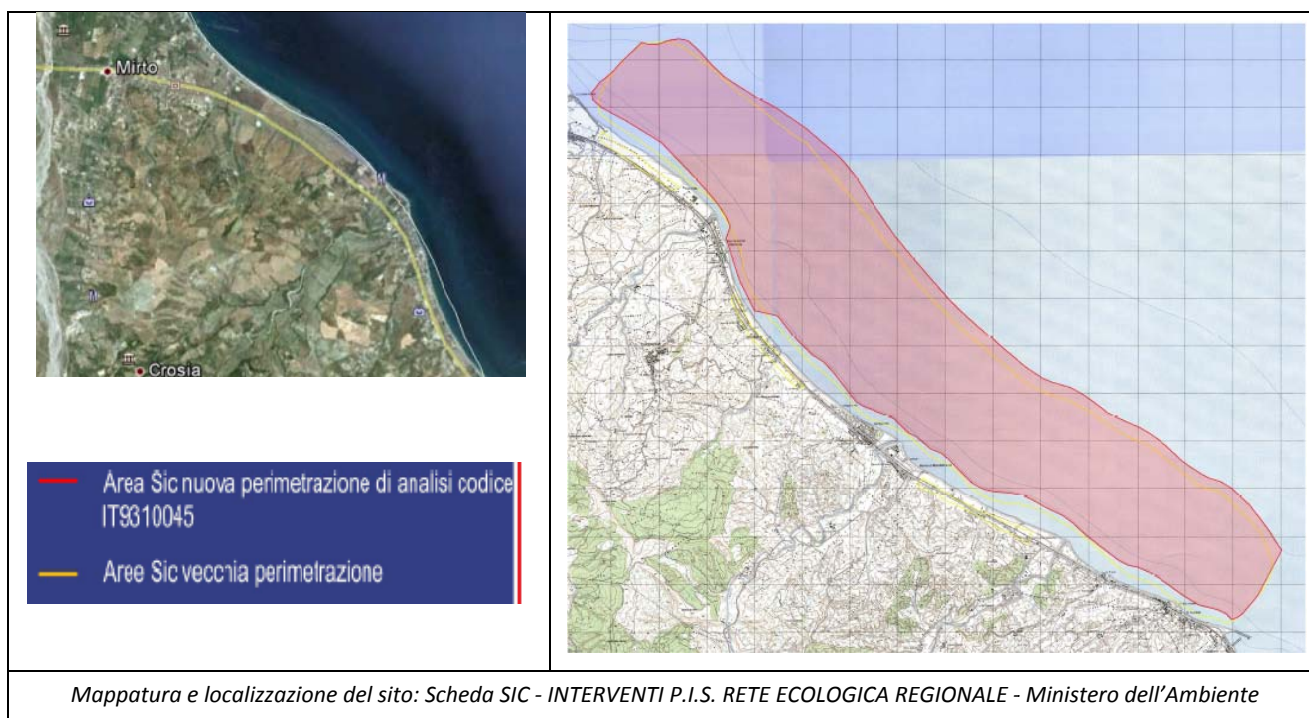 Mirto
Crosia
Area Sic nuova perimetrazione di analisi codice
IT9310045
Aree Sic vecchia perimetrazione
Mappatura e localizzazione del sito: Scheda SIC - INTERVENTI P.I.S. RETE ECOLOGICA REGIONALE - Ministero dell'Ambiente